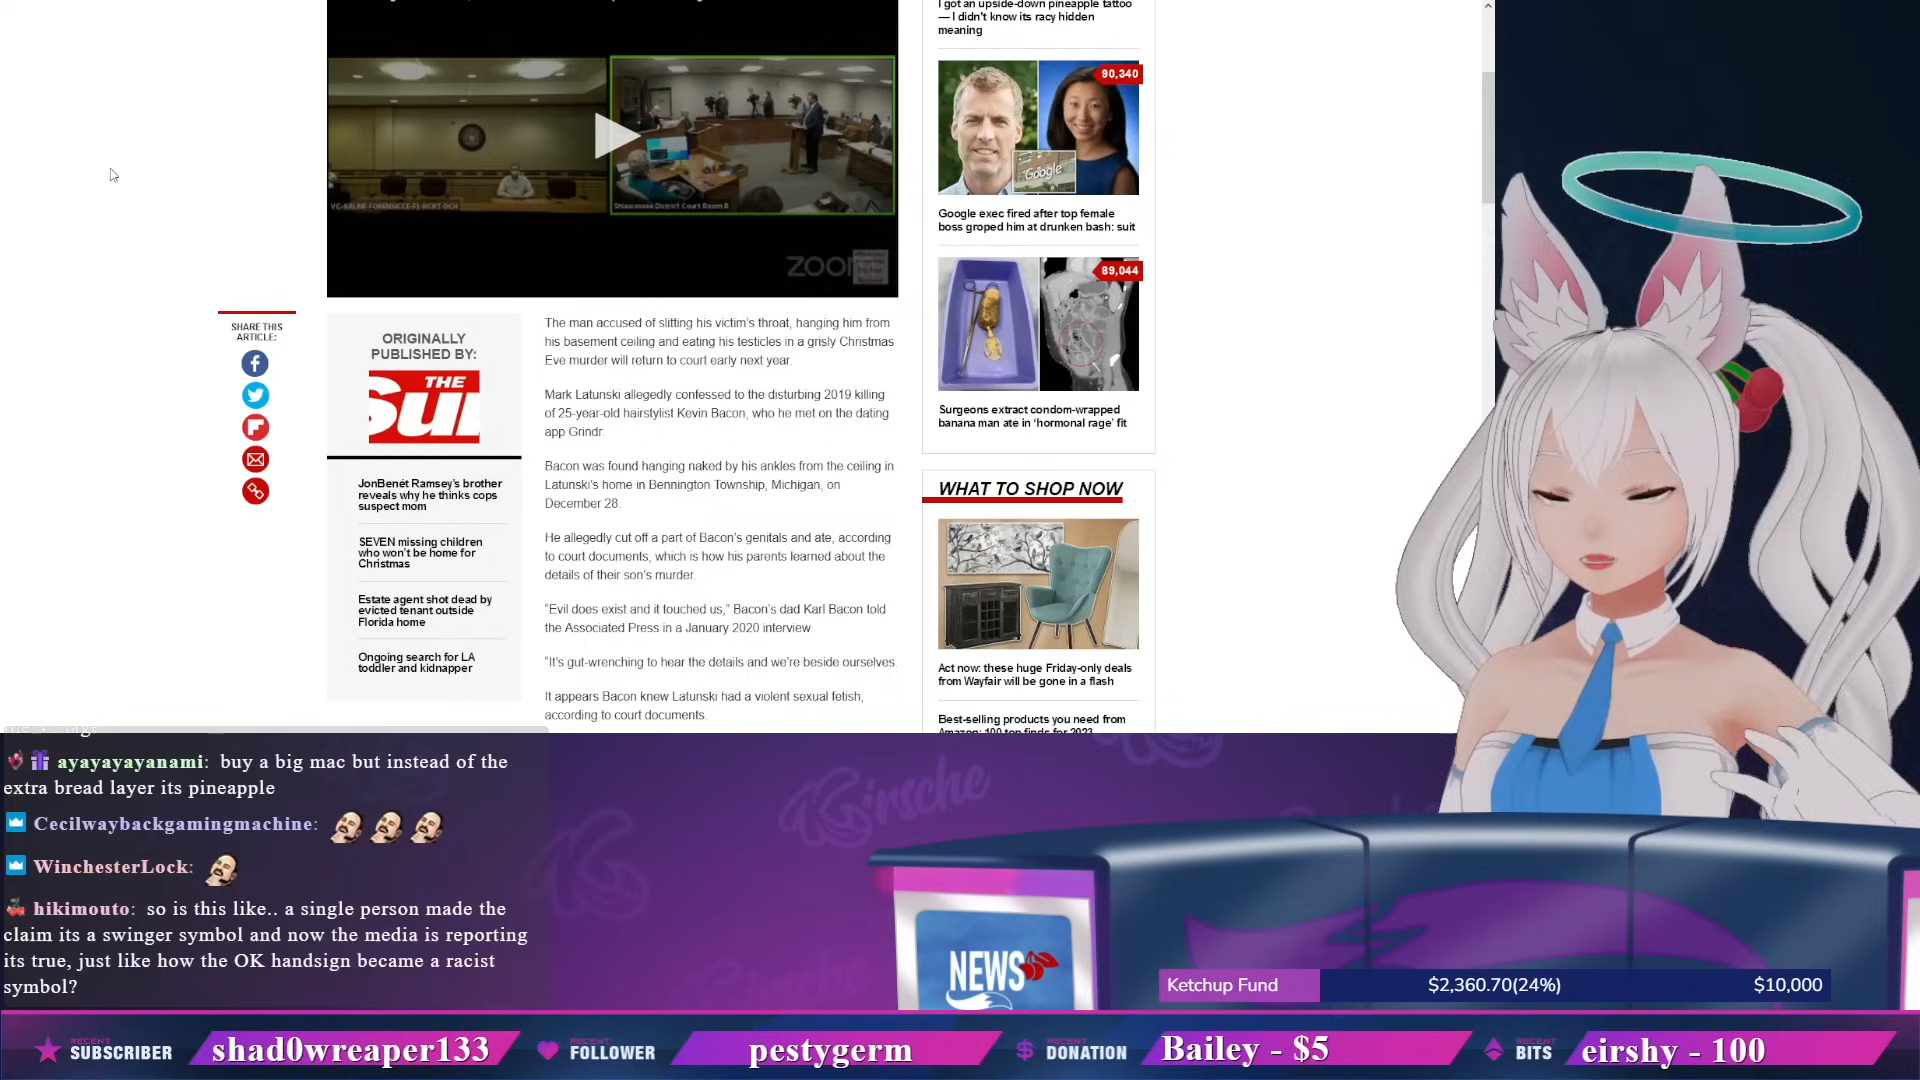 I got an upside-down pineapple tattoo
— I didn't know its racy hidden
meaning
90,340
Google
Google exec fired after top female
boss groped him at drunken bash: suit
89,044
Surgeons extract condom-wrapped
banana man ate in 'hormonal rage' fit
WHAT TO SHOP NOW
Act now: these huge Friday-only deals
from Wayfair will be gone in a flash
Best-selling products you need from
Amazon: 100 top finds for 2023
Shiawassee District Court Room B
zoom
SHARE THIS
ARTICLE:
ORIGINALLY
PUBLISHED BY:
THE
Sun
JonBenét Ramsey's brother
reveals why he thinks cops
suspect mom
SEVEN missing children
who won't be home for
Christmas
Estate agent shot dead by
evicted tenant outside
Florida home
Ongoing search for LA
toddler and kidnapper
The man accused of slitting his victim's throat, hanging him from
his basement ceiling and eating his testicles in a grisly Christmas
Eve murder will return to court early next year.
Mark Latunski allegedly confessed to the disturbing 2019 killing
of 25-year-old hairstylist Kevin Bacon, who he met on the dating
app Grindr.
Bacon was found hanging naked by his ankles from the ceiling in
Latunski's home in Bennington Township, Michigan, on
December 28.
He allegedly cut off a part of Bacon's genitals and ate, according
to court documents, which is how his parents learned about the
details of their son's murder.
"Evil does exist and it touched us," Bacon's dad Karl Bacon told
the Associated Press in a January 2020 interview.
"It's gut-wrenching to hear the details and we're beside ourselves.
It appears Bacon knew Latunski had a violent sexual fetish,
according to court documents.
ayayayayanami: buy a big mac but instead of the
extra bread layer its pineapple
Cecilwaybackgamingmachine:
WinchesterLock:
hikimouto: so is this like.. a single person made the
claim its a swinger symbol and now the media is reporting
its true, just like how the OK handsign became a racist
symbol?
Girsche
NEWS
Ketchup Fund $2,360.70(24%) $10,000
RECENT SUBSCRIBER shad0wreaper133
RECENT FOLLOWER pestygerm
RECENT DONATION Bailey - $5
RECENT BITS eirshy - 100